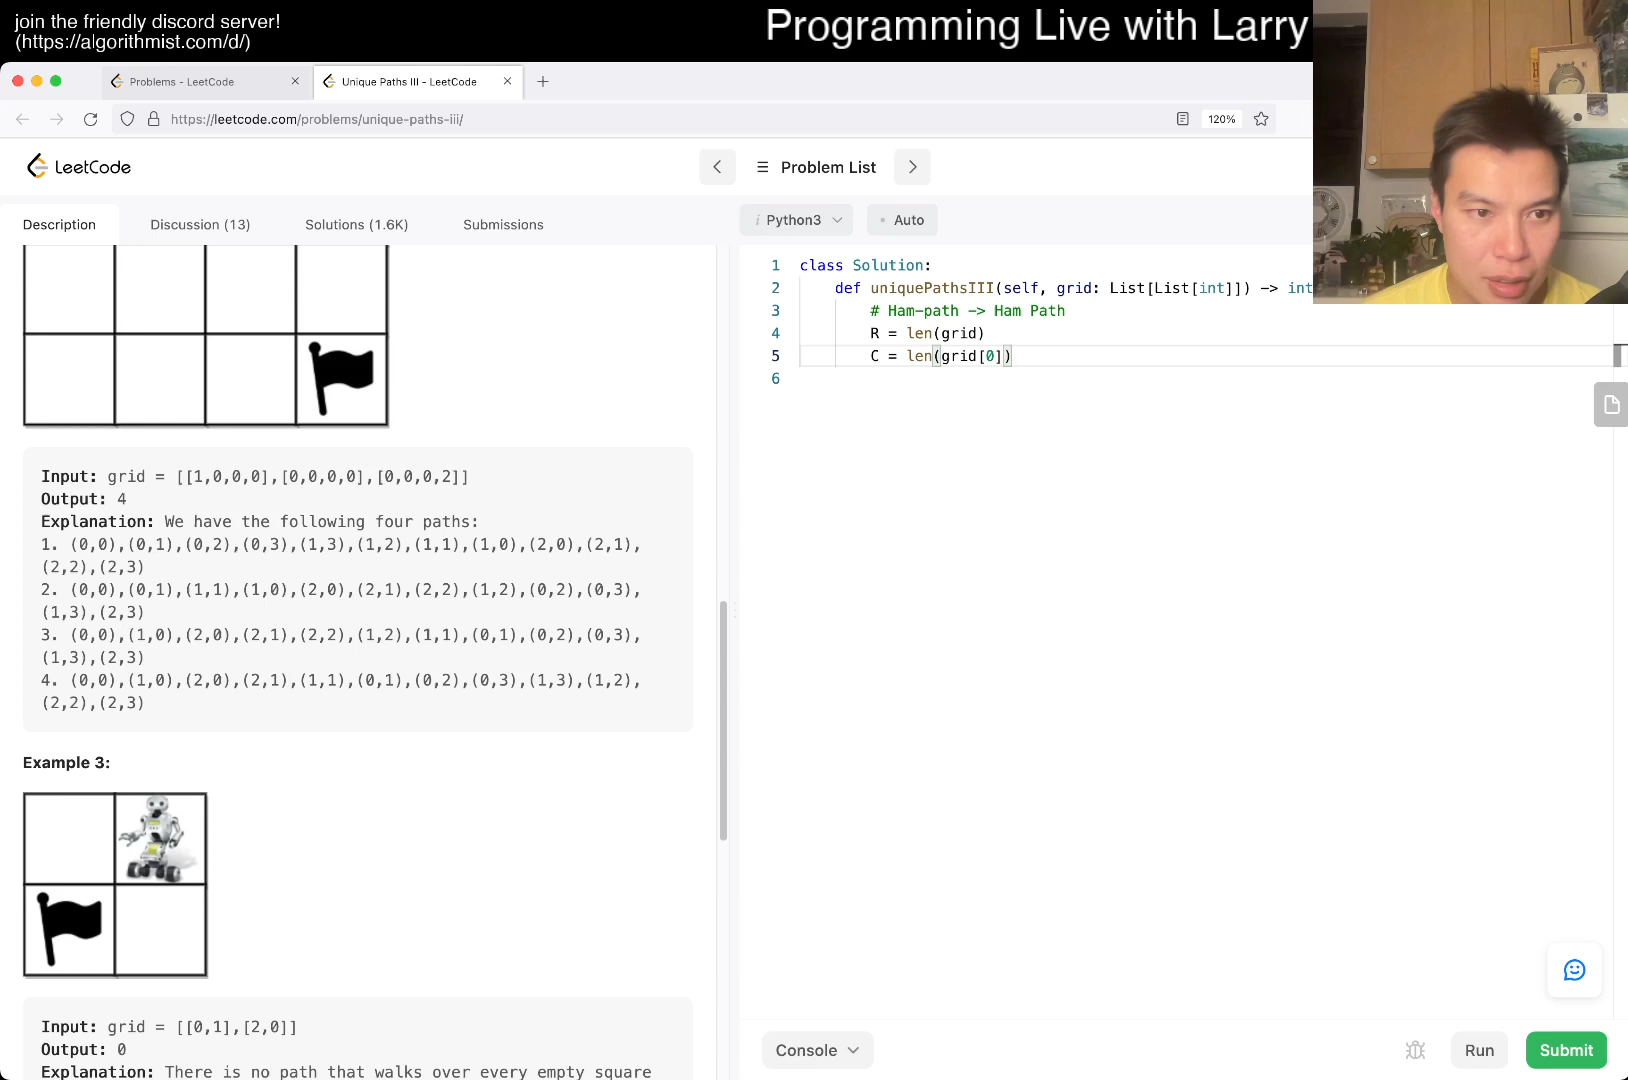 join the friendly discord server!
(https://algorithmist.com/d/)
Programming Live with Larry
Problems - LeetCode
Unique Paths III - LeetCode
https://leetcode.com/problems/unique-paths-iii/
120%
LeetCode
Problem List
Description
Discussion (13)
Solutions (1.6K)
Submissions
i Python3
Auto
Input: grid = [[1,0,0,0],[0,0,0,0],[0,0,0,2]]
Output: 4
Explanation: We have the following four paths:
1. (0,0),(0,1),(0,2),(0,3),(1,3),(1,2),(1,1),(1,0),(2,0),(2,1),
(2,2),(2,3)
2. (0,0),(0,1),(1,1),(1,0),(2,0),(2,1),(2,2),(1,2),(0,2),(0,3),
(1,3),(2,3)
3. (0,0),(1,0),(2,0),(2,1),(2,2),(1,2),(1,1),(0,1),(0,2),(0,3),
(1,3),(2,3)
4. (0,0),(1,0),(2,0),(2,1),(1,1),(0,1),(0,2),(0,3),(1,3),(1,2),
(2,2),(2,3)
Example 3:
Input: grid = [[0,1],[2,0]]
Output: 0
Explanation: There is no path that walks over every empty square
1 class Solution:
2 def uniquePathsIII(self, grid: List[List[int]]) -> int
3 # Ham-path -> Ham Path
4 R = len(grid)
5 C = len(grid[0])
6
Console
Run
Submit